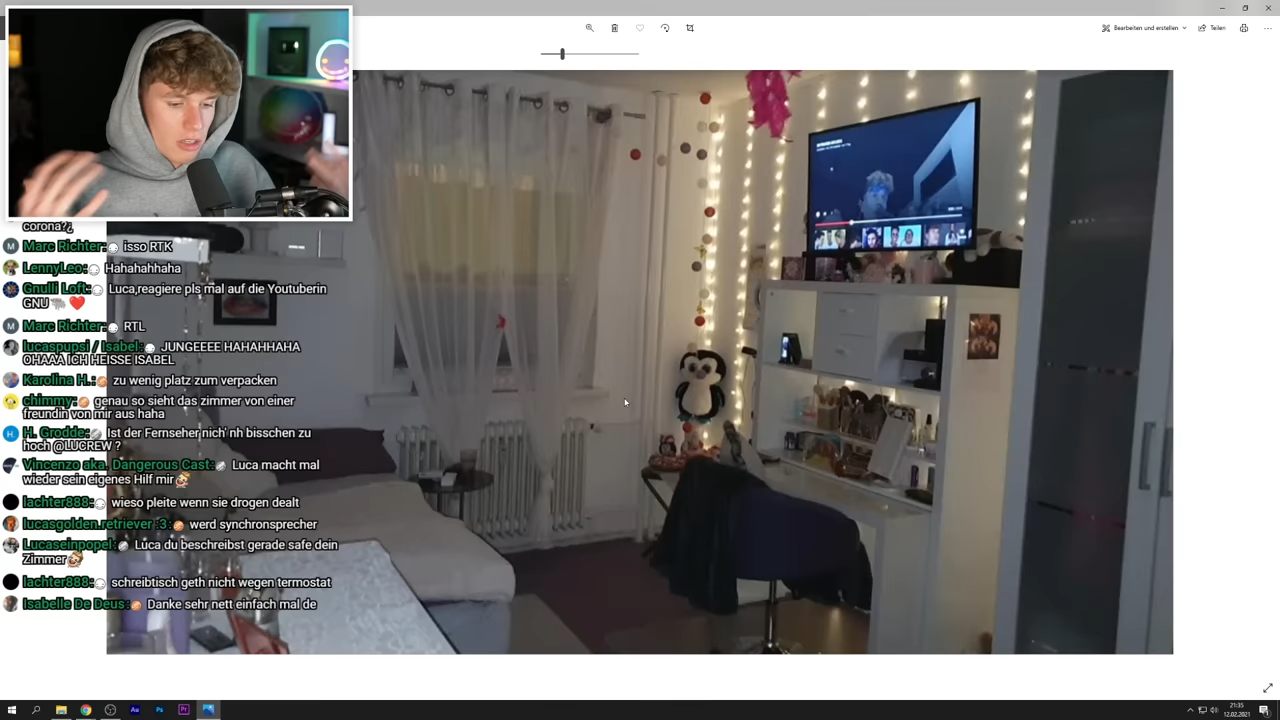 Bearbeiten und erstellen
Teilen
corona?¿
Marc Richter: isso RTK
LennyLeo: Hahahahhaha
Gnulli Loft: Luca,reagiere pls mal auf die Youtuberin
GNU🐃❤️
Marc Richter: RTL
lucaspupsi / Isabel: JUNGEEEE HAHAHHAHA
OHAAA ICH HEISSE ISABEL
Karolina H.: zu wenig platz zum verpacken
chimmy: genau so sieht das zimmer von einer
freundin von mir aus haha
H. Grodde: Ist der Fernseher nich' nh bisschen zu
hoch @LUCREW ?
Vincenzo aka. Dangerous Cast: Luca macht mal
wieder sein eigenes Hilf mir
lachter888: wieso pleite wenn sie drogen dealt
lucasgolden.retriever :3: werd synchronsprecher
Lucaseinpopel: Luca du beschreibst gerade safe dein
Zimmer
lachter888: schreibtisch geth nicht wegen termostat
Isabelle De Deus: Danke sehr nett einfach mal de
M
M
H.
Au
Ps
Pr
21:35
12.02.2021